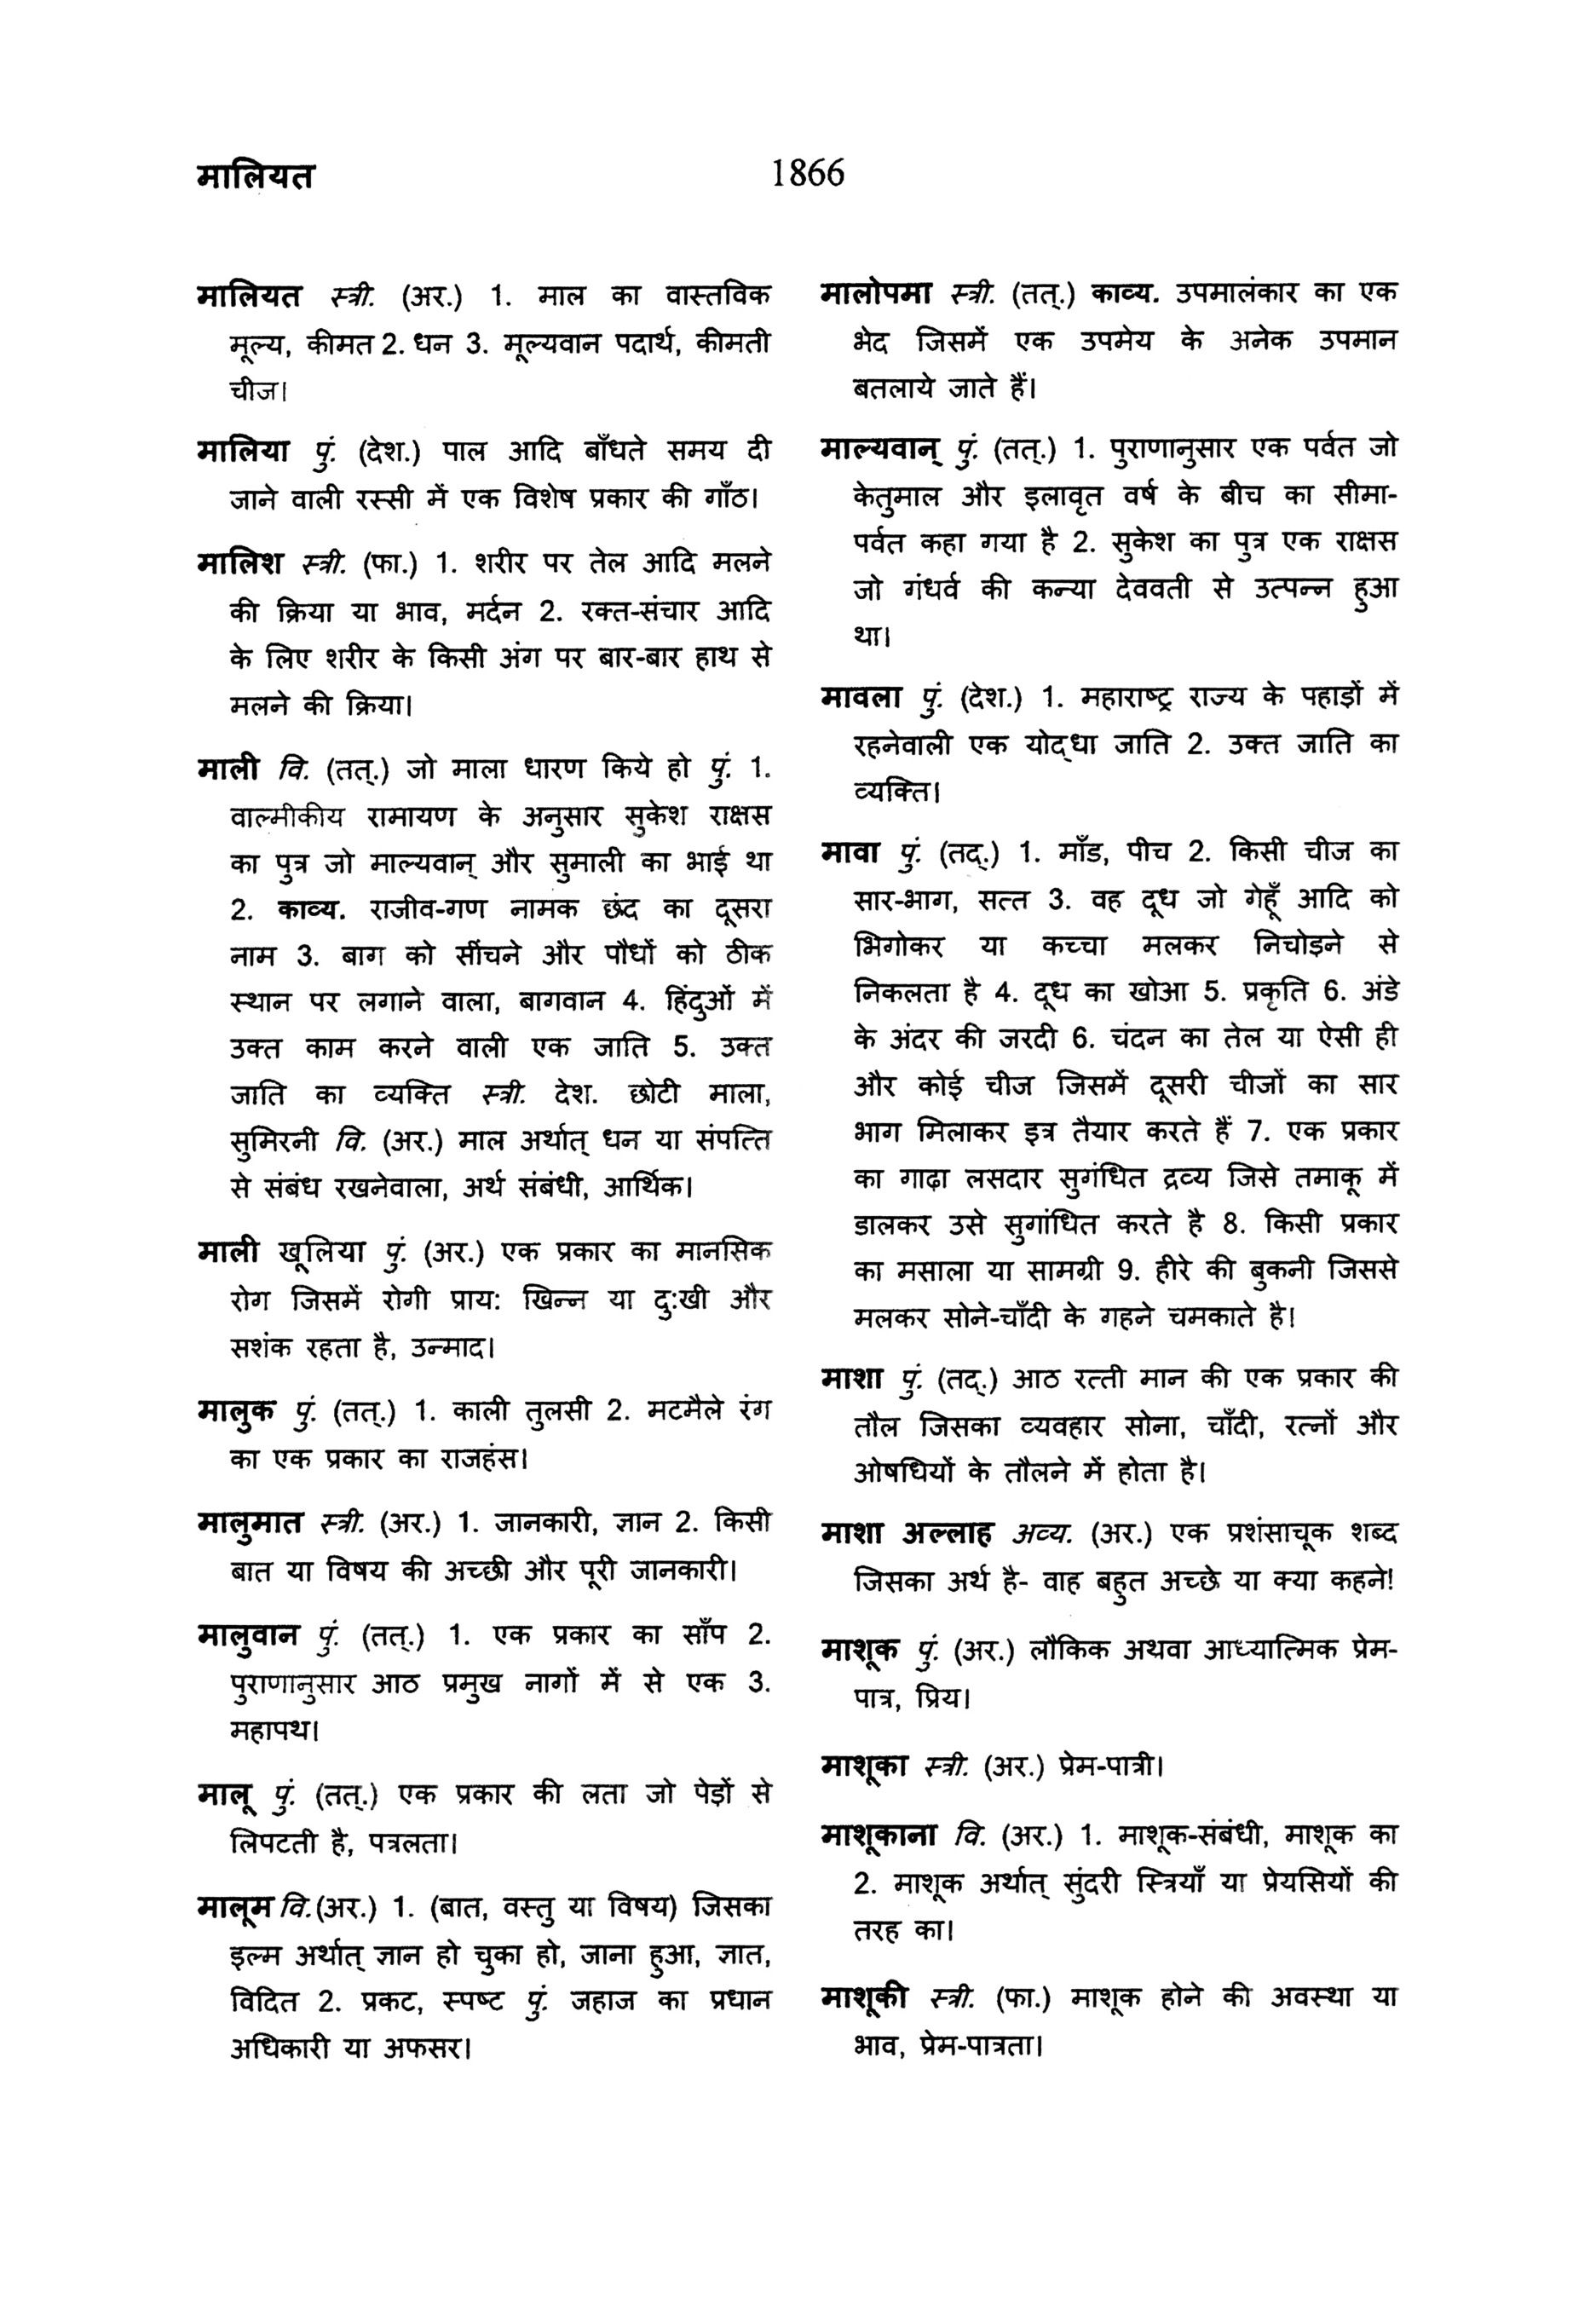 मालियत
1866
मालियत स्त्री. (अर.) 1. माल का वास्तविक
मूल्य, कीमत 2. धन 3. मूल्यवान पदार्थ, कीमती
चीज।
मालिया पुं. (देश.) पाल आदि बाँधते समय दी
जाने वाली रस्सी में एक विशेष प्रकार की गाँठ।
मालिश स्त्री. (फा.) 1. शरीर पर तेल आदि मलने
की क्रिया या भाव, मर्दन 2. रक्त-संचार आदि
के लिए शरीर के किसी अंग पर बार-बार हाथ से
मलने की क्रिया।
माली वि. (तत्.) जो माला धारण किये हो पुं. 1.
वाल्मीकीय रामायण के अनुसार सुकेश राक्षस
का पुत्र जो माल्यवान् और सुमाली का भाई था
2. काव्य. राजीव-गण नामक छंद का दूसरा
नाम 3. बाग को सींचने और पौधों को ठीक
स्थान पर लगाने वाला, बागवान 4. हिंदुओं में
उक्त काम करने वाली एक जाति 5. उक्त
जाति का व्यक्ति स्त्री. देश. छोटी माला,
सुमिरनी वि. (अर.) माल अर्थात् धन या संपत्ति
से संबंध रखनेवाला, अर्थ संबंधी, आर्थिक।
माली खूलिया पुं. (अर.) एक प्रकार का मानसिक
रोग जिसमें रोगी प्राय: खिन्न या दु:खी और
सशंक रहता है, उन्माद।
मालुक पुं. (तत्.) 1. काली तुलसी 2. मटमैले रंग
का एक प्रकार का राजहंस।
मालुमात स्त्री. (अर.) 1. जानकारी, ज्ञान 2. किसी
बात या विषय की अच्छी और पूरी जानकारी।
मालुवान पुं. (तत्.) 1. एक प्रकार का साँप 2.
पुराणानुसार आठ प्रमुख नागों में से एक 3.
महापथ।
मालू पुं. (तत्.) एक प्रकार की लता जो पेड़ों से
लिपटती है, पत्रलता।
मालूम वि.(अर.) 1. (बात, वस्तु या विषय) जिसका
इल्म अर्थात् ज्ञान हो चुका हो, जाना हुआ, ज्ञात,
विदित 2. प्रकट, स्पष्ट पुं. जहाज का प्रधान
अधिकारी या अफसर।
मालोपमा स्त्री. (तत्.) काव्य. उपमालंकार का एक
भेद जिसमें एक उपमेय के अनेक उपमान
बतलाये जाते हैं।
माल्यवान् पुं. (तत्.) 1. पुराणानुसार एक पर्वत जो
केतुमाल और इलावृत वर्ष के बीच का सीमा-
पर्वत कहा गया है 2. सुकेश का पुत्र एक राक्षस
जो गंधर्व की कन्या देववती से उत्पन्न हुआ
था।
मावला पुं. (देश.) 1. महाराष्ट्र राज्य के पहाड़ों में
रहनेवाली एक योद्धा जाति 2. उक्त जाति का
व्यक्ति।
मावा पुं. (तद्.) 1. माँड, पीच 2. किसी चीज का
सार-भाग, सत्त 3. वह दूध जो गेहूँ आदि को
भिगोकर या कच्चा मलकर निचोड़ने से
निकलता है 4. दूध का खोआ 5. प्रकृति 6. अंडे
के अंदर की जरदी 6. चंदन का तेल या ऐसी ही
और कोई चीज जिसमें दूसरी चीजों का सार
भाग मिलाकर इत्र तैयार करते हैं 7. एक प्रकार
का गाढ़ा लसदार सुगंधित द्रव्य जिसे तमाकू में
डालकर उसे सुगांधित करते है 8. किसी प्रकार
का मसाला या सामग्री 9. हीरे की बुकनी जिससे
मलकर सोने-चाँदी के गहने चमकाते है।
माशा पुं. (तद्.) आठ रत्ती मान की एक प्रकार की
तौल जिसका व्यवहार सोना, चाँदी, रत्नों और
ओषधियों के तौलने में होता है।
माशा अल्लाह अव्य. (अर.) एक प्रशंसाचूक शब्द
जिसका अर्थ है- वाह बहुत अच्छे या क्या कहने!
माशूक पुं. (अर.) लौकिक अथवा आध्यात्मिक प्रेम-
पात्र, प्रिय।
माशूका स्त्री. (अर.) प्रेम-पात्री।
माशूकाना वि. (अर.) 1. माशूक-संबंधी, माशूक का
2. माशूक अर्थात् सुंदरी स्त्रियाँ या प्रेयसियों की
तरह का।
माशूकी स्त्री. (फा.) माशूक होने की अवस्था या
भाव, प्रेम-पात्रता।